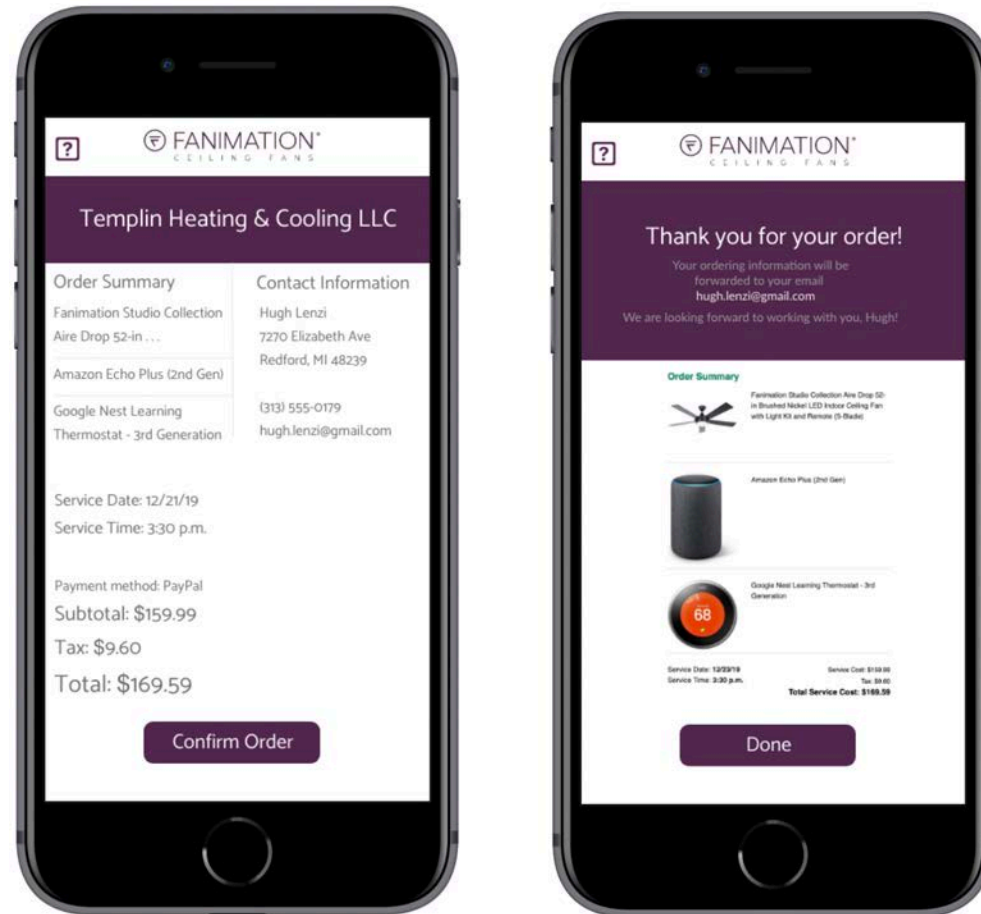 ?
FANIMATION
CEILING FANS
Templin Heating & Cooling LLC
Order Summary
Fanimation Studio Collection
Aire Drop 52-in ...
Amazon Echo Plus (2nd Gen)
Google Nest Learning
Thermostat - 3rd Generation
Contact Information
Hugh Lenzi
7270 Elizabeth Ave
Redford, MI 48239
(313) 555-0179
hugh.lenzi@gmail.com
Service Date: 12/21/19
Service Time: 3:30 p.m.
Payment method: PayPal
Subtotal: $159.99
Tax: $9.60
Total: $169.59
Confirm Order
?
FANIMATION
CEILING FANS
Thank you for your order!
Your ordering information will be
forwarded to your email
hugh.lenzi@gmail.com
We are looking forward to working with you, Hugh!
Order Summary
Fanimation Studio Collection Aire Drop 52-
in Brushed Nickel LED Indoor Ceiling Fan
with Light Kit and Remote (5-Blade)
Amazon Echo Plus (2nd Gen)
Google Nest Learning Thermostat - 3rd
Generation
68
Service Date: 12/23/19
Service Time: 3:30 p.m.
Service Cost: $159.99
Tax: $9.60
Total Service Cost: $169.59
Done